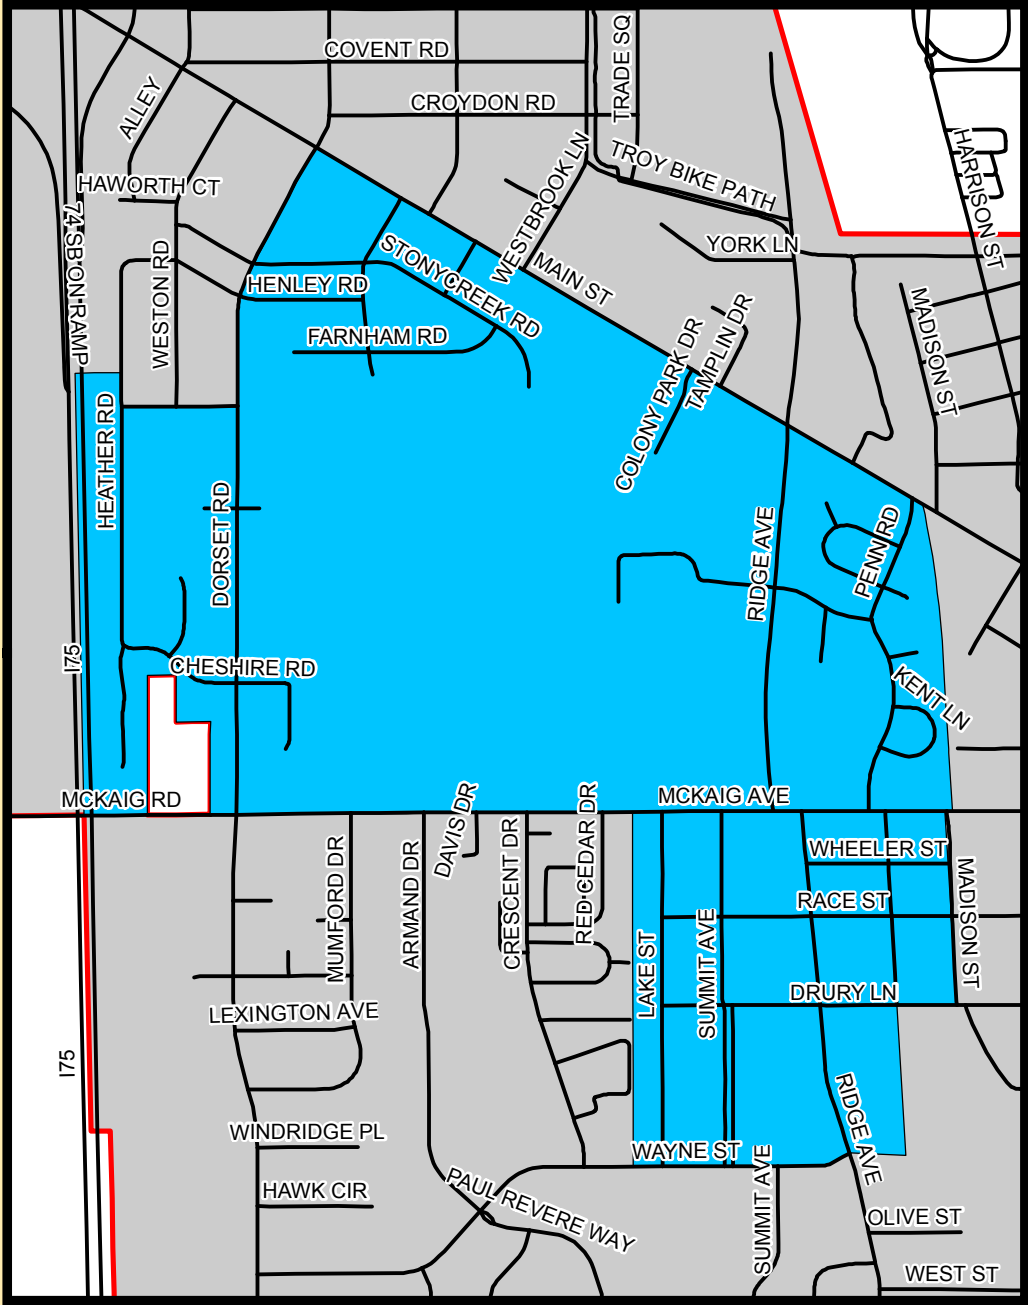 COVENT RD
TRADE SQ
CROYDON RD
ALLEY
HARRISON ST
TROY BIKE PATH
HAWORTH CT
WESTBROOK LN
74 SB ON RAMP
YORK LN
STONYCREEK RD
MAIN ST
WESTON RD
HENLEY RD
FARNHAM RD
MADISON ST
TAMPLIN DR
COLONY PARK DR
HEATHER RD
DORSET RD
RIDGE AVE
PENN RD
I75
CHESHIRE RD
KENT LN
MCKAIG RD
MCKAIG AVE
DAVIS DR
RED CEDAR DR
WHEELER ST
MUMFORD DR
ARMAND DR
CRESCENT DR
RACE ST
MADISON ST
LAKE ST
SUMMIT AVE
DRURY LN
LEXINGTON AVE
I75
RIDGE AVE
WINDRIDGE PL
WAYNE ST
HAWK CIR
PAUL REVERE WAY
SUMMIT AVE
OLIVE ST
WEST ST